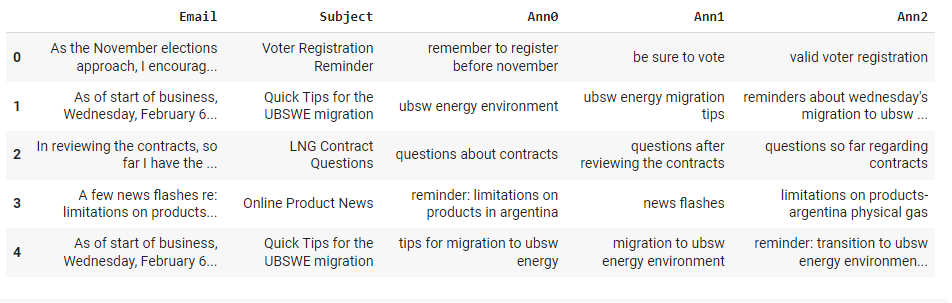 Email Subject Ann0 Ann1 Ann2
0 As the November elections approach, I encourag... Voter Registration Reminder remember to register before november be sure to vote valid voter registration
1 As of start of business, Wednesday, February 6... Quick Tips for the UBSWE migration ubsw energy environment ubsw energy migration tips reminders about wednesday's migration to ubsw ...
2 In reviewing the contracts, so far I have the ... LNG Contract Questions questions about contracts questions after reviewing the contracts questions so far regarding contracts
3 A few news flashes re: limitations on products... Online Product News reminder: limitations on products in argentina news flashes limitations on products-argentina physical gas
4 As of start of business, Wednesday, February 6... Quick Tips for the UBSWE migration tips for migration to ubsw energy migration to ubsw energy environment reminder: transition to ubsw energy environmen...